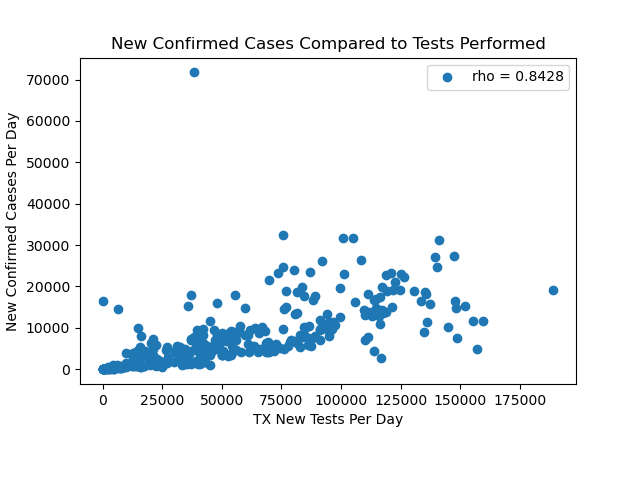 New Confirmed Cases Compared to Tests Performed
rho = 0.8428
New Confirmed Caeses Per Day
70000
60000
50000
40000
30000
20000
10000
0
0 25000 50000 75000 100000 125000 150000 175000
TX New Tests Per Day